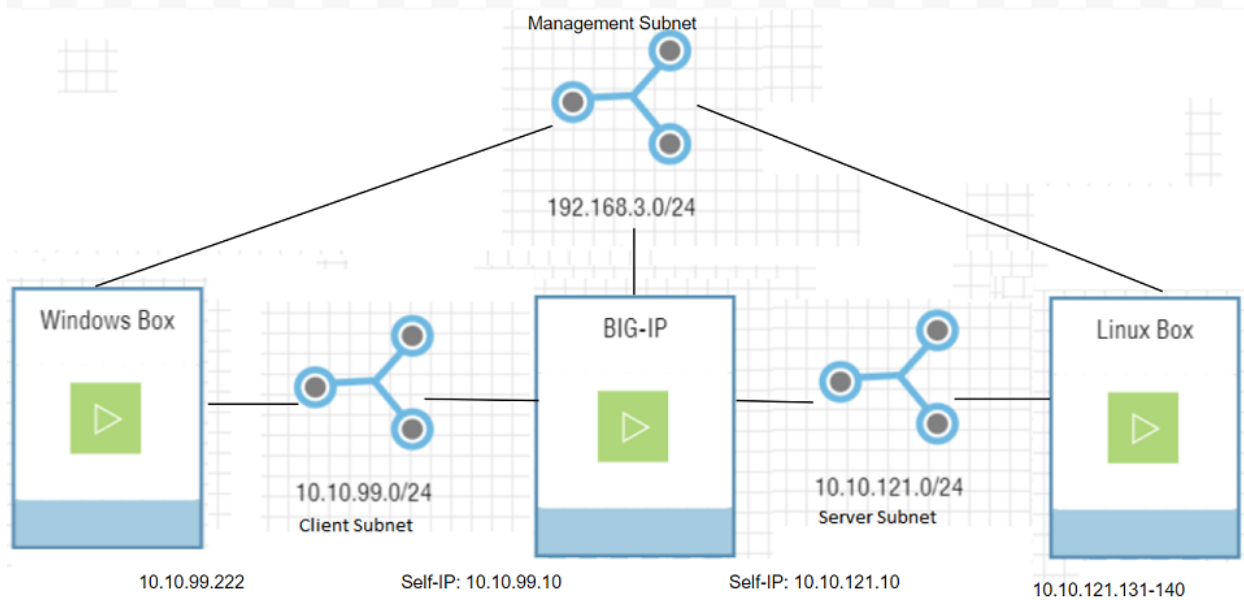 Management Subnet
192.168.3.0/24
Windows Box
BIG-IP
Linux Box
10.10.99.0/24
Client Subnet
10.10.121.0/24
Server Subnet
10.10.99.222
Self-IP: 10.10.99.10
Self-IP: 10.10.121.10
10.10.121.131-140